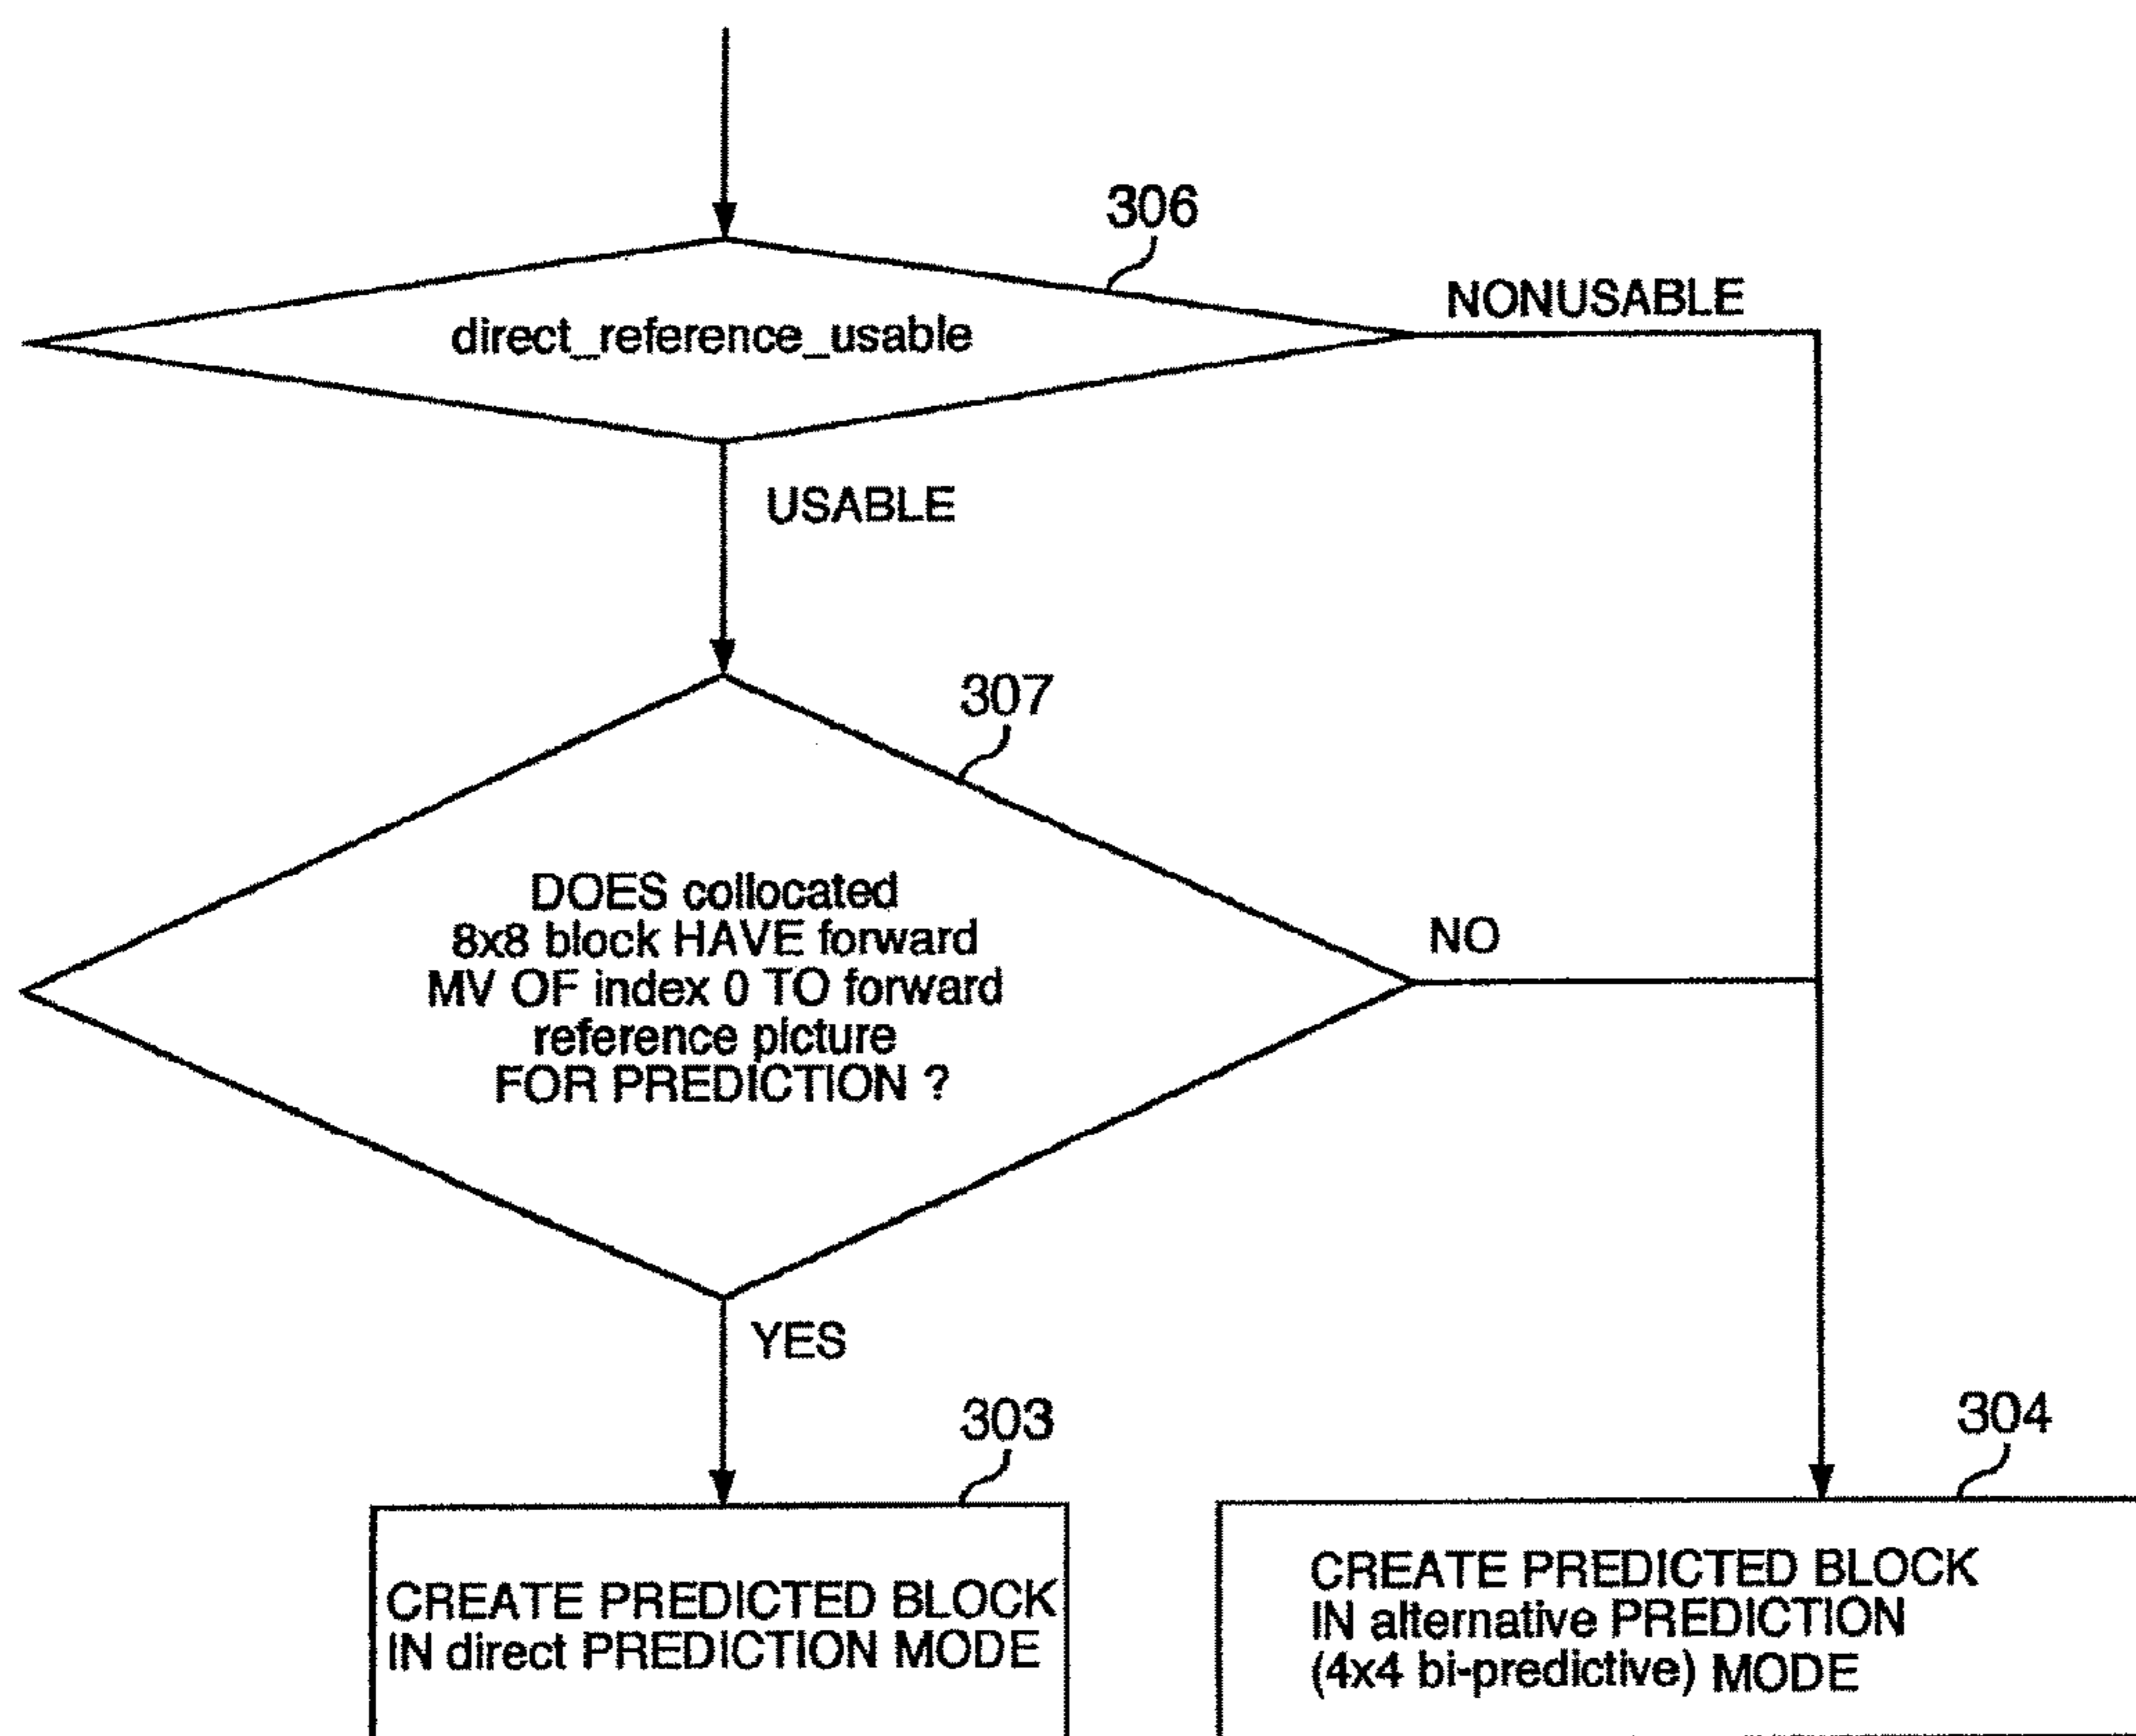 306
NONUSABLE
direct_reference_usable
USABLE
307
DOES collocated
8x8 block HAVE forward
MV OF index 0 TO forward
reference picture
FOR PREDICTION ?
NO
YES
303
304
CREATE PREDICTED BLOCK
IN direct PREDICTION MODE
CREATE PREDICTED BLOCK
IN alternative PREDICTION
(4x4 bi-predictive) MODE